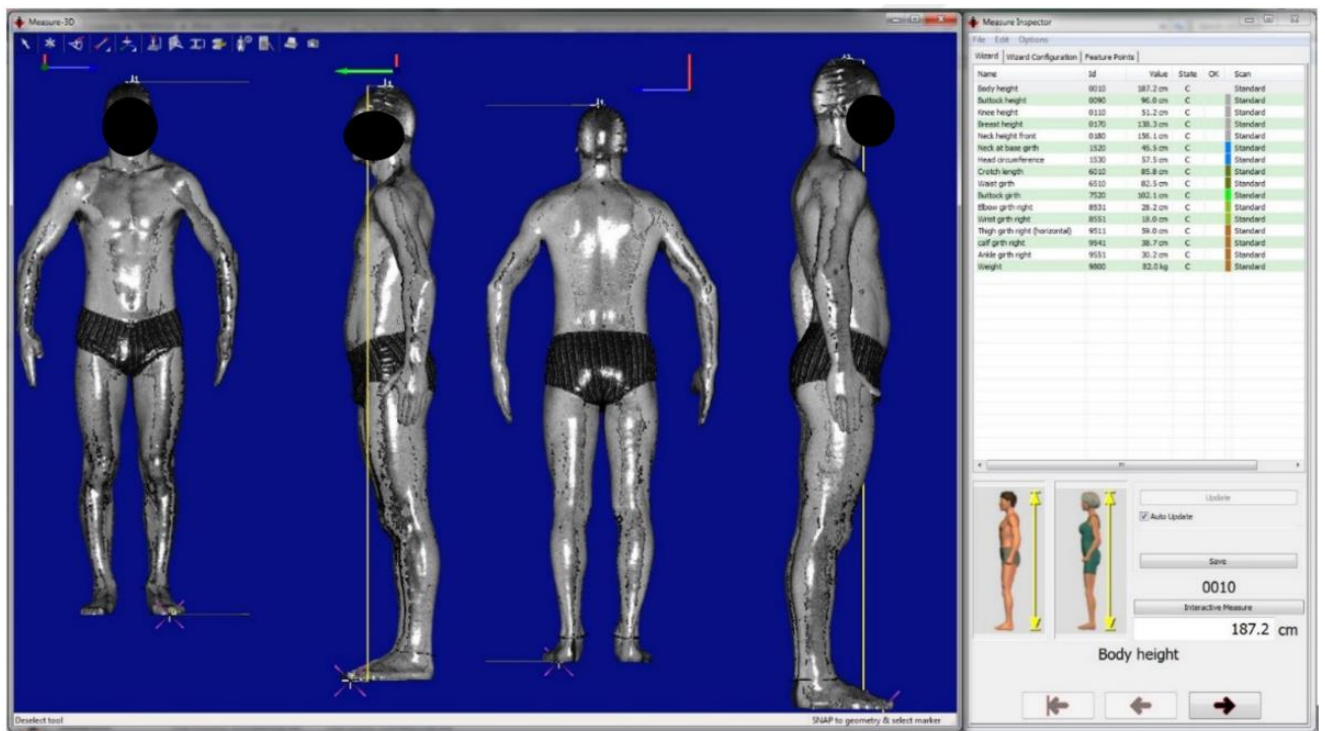 Measure-3D
Deselect tool
SNAP to geometry & select marker
Measure Inspector
File Edit Options
Wizard Wizard Configuration Feature Points
Name Id Value State OK Scan
Body height 0010 187.2 cm C Standard
Buttock height 0090 96.0 cm C Standard
Knee height 0110 51.2 cm C Standard
Breast height 0170 138.3 cm C Standard
Neck height front 0180 156.1 cm C Standard
Neck at base girth 1520 45.5 cm C Standard
Head circumference 1530 57.5 cm C Standard
Crotch length 6010 85.8 cm C Standard
Waist girth 6510 82.5 cm C Standard
Buttock girth 7520 102.1 cm C Standard
Elbow girth right 8531 28.2 cm C Standard
Wrist girth right 8551 18.0 cm C Standard
Thigh girth right (horizontal) 9511 59.0 cm C Standard
calf girth right 9541 38.7 cm C Standard
Ankle girth right 9551 30.2 cm C Standard
Weight 9800 82.0 kg C Standard
Update
Auto Update
Save
0010
Interactive Measure
187.2 cm
Body height